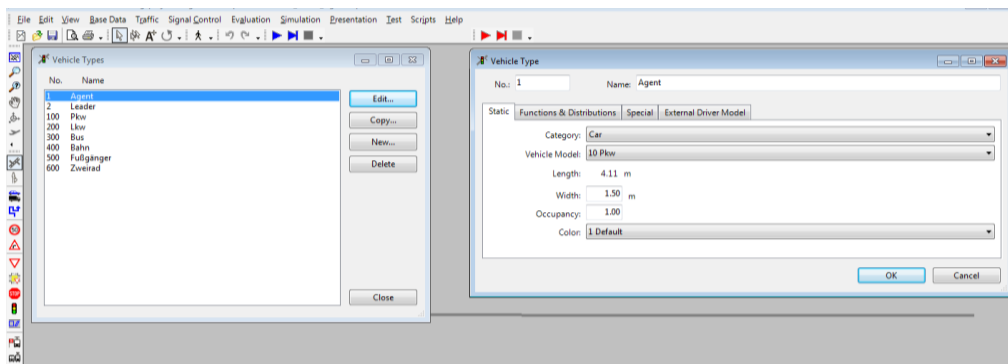 File Edit View Base Data Traffic Signal Control Evaluation Simulation Presentation Test Scripts Help
Vehicle Types
No. Name
1 Agent
2 Leader
100 Pkw
200 Lkw
300 Bus
400 Bahn
500 Fußgänger
600 Zweirad
Edit...
Copy...
New...
Delete
Close
Vehicle Type
No.: 1 Name: Agent
Static Functions & Distributions Special External Driver Model
Category: Car
Vehicle Model: 10 Pkw
Length: 4.11 m
Width: 1.50 m
Occupancy: 1.00
Color: 1 Default
OK Cancel